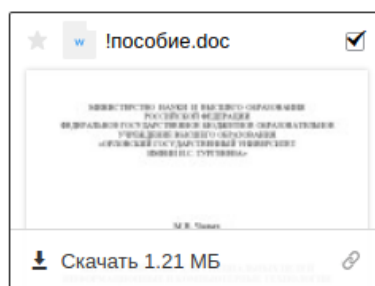 w !пособие.doc
МИНИСТЕРСТВО НАУКИ И ВЫСШЕГО ОБРАЗОВАНИЯ
РОССИЙСКОЙ ФЕДЕРАЦИИ
ФЕДЕРАЛЬНОЕ ГОСУДАРСТВЕННОЕ БЮДЖЕТНОЕ ОБРАЗОВАТЕЛЬНОЕ
УЧРЕЖДЕНИЕ ВЫСШЕГО ОБРАЗОВАНИЯ
«ОРЛОВСКИЙ ГОСУДАРСТВЕННЫЙ УНИВЕРСИТЕТ
ИМЕНИ И.С. ТУРГЕНЕВА»
М.В.
Скачать 1.21 МБ